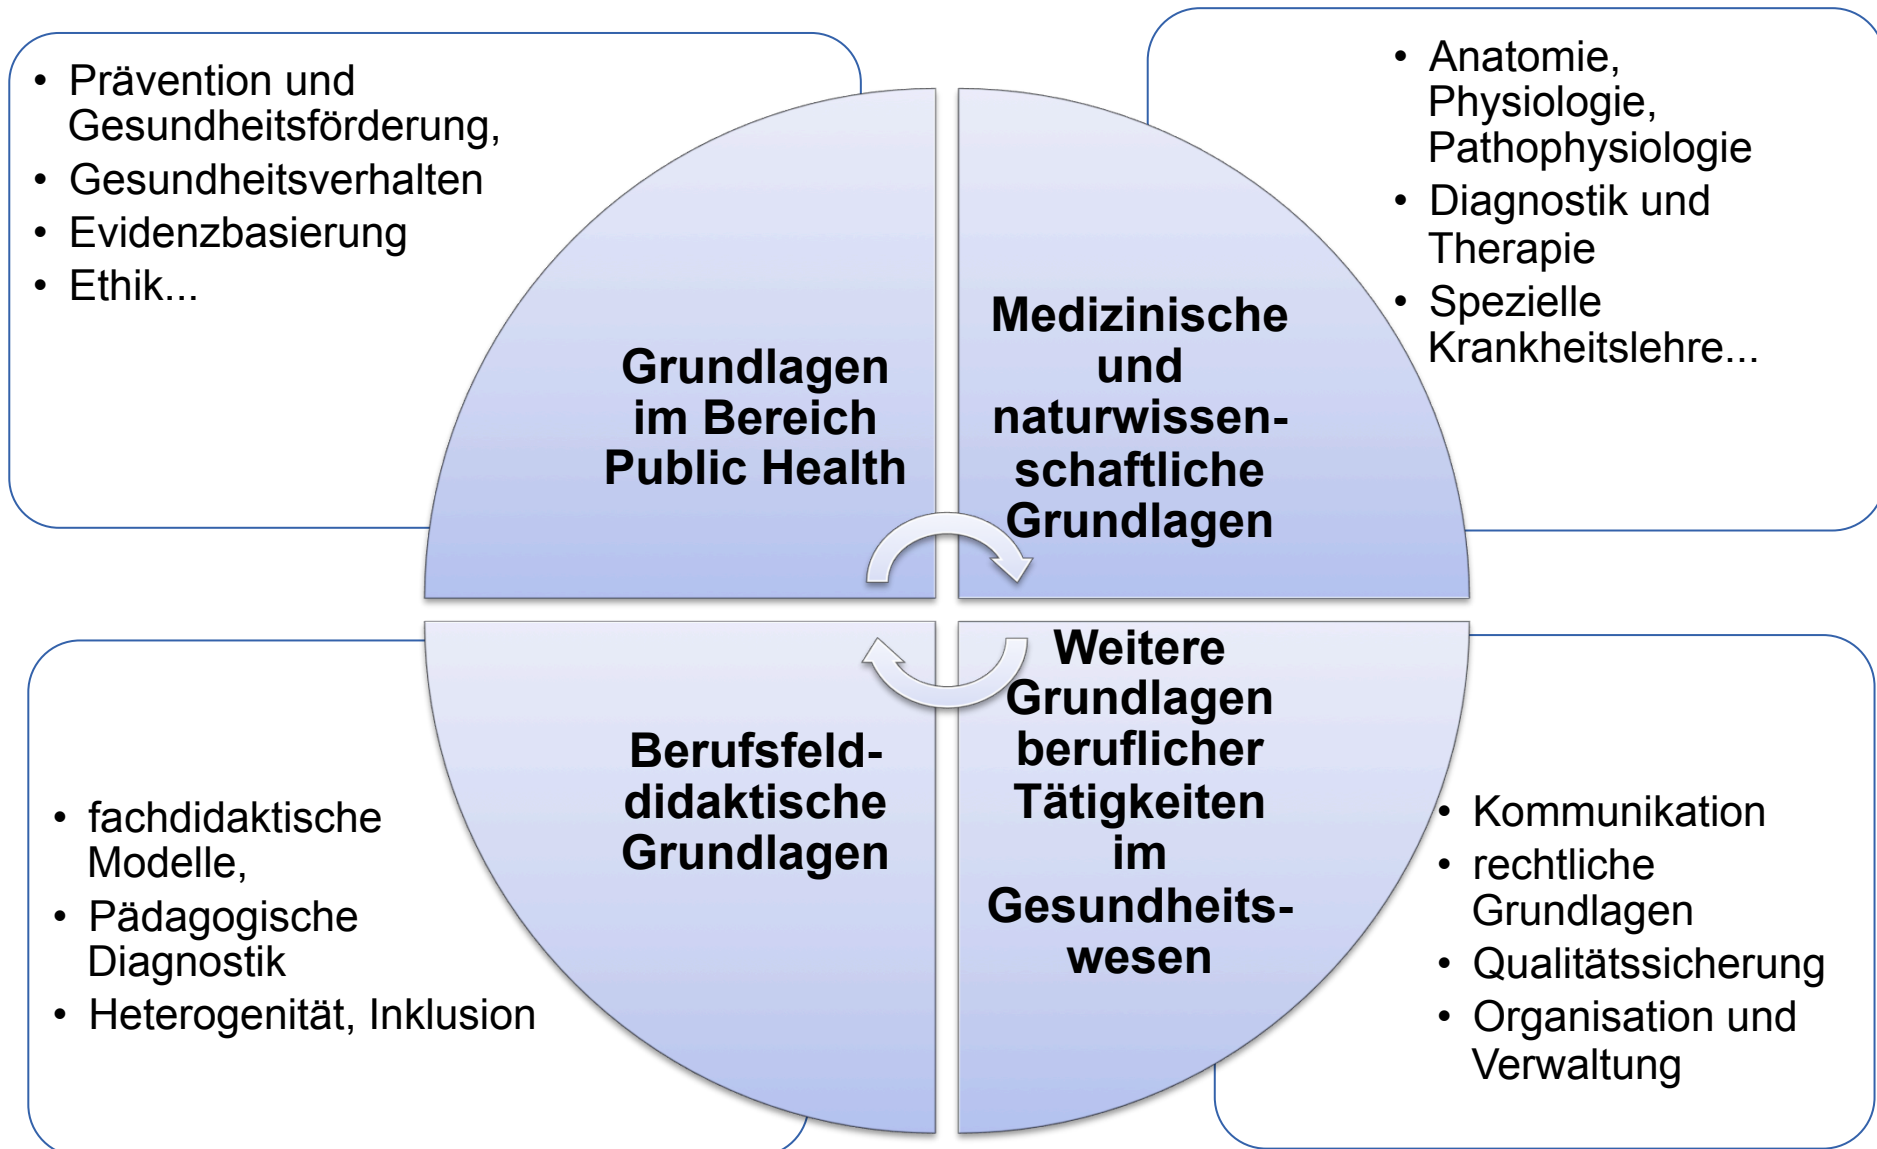 • Prävention und
Gesundheitsförderung,
• Gesundheitsverhalten
• Evidenzbasierung
• Ethik...
Grundlagen
im Bereich
Public Health
• Anatomie,
Physiologie,
Pathophysiologie
• Diagnostik und
Therapie
• Spezielle
Krankheitslehre...
Medizinische
und
naturwissen-
schaftliche
Grundlagen
• fachdidaktische
Modelle,
• Pädagogische
Diagnostik
• Heterogenität, Inklusion
Berufsfeld-
didaktische
Grundlagen
Weitere
Grundlagen
beruflicher
Tätigkeiten
im
Gesundheits-
wesen
• Kommunikation
• rechtliche
Grundlagen
• Qualitätssicherung
• Organisation und
Verwaltung